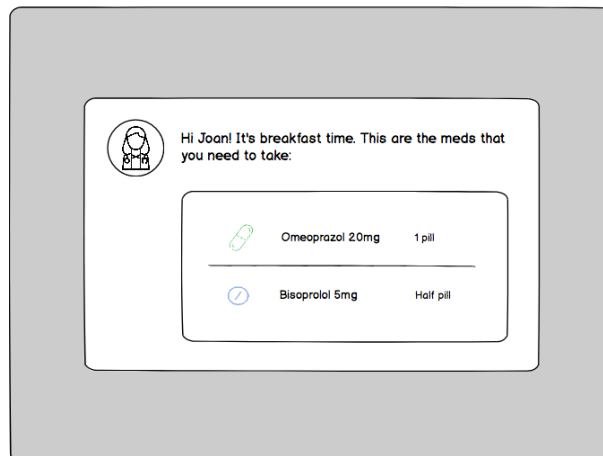 Hi Joan! It's breakfast time. This are the meds that
you need to take:
Omeoprazol 20mg 1 pill
Bisoprolol 5mg Half pill